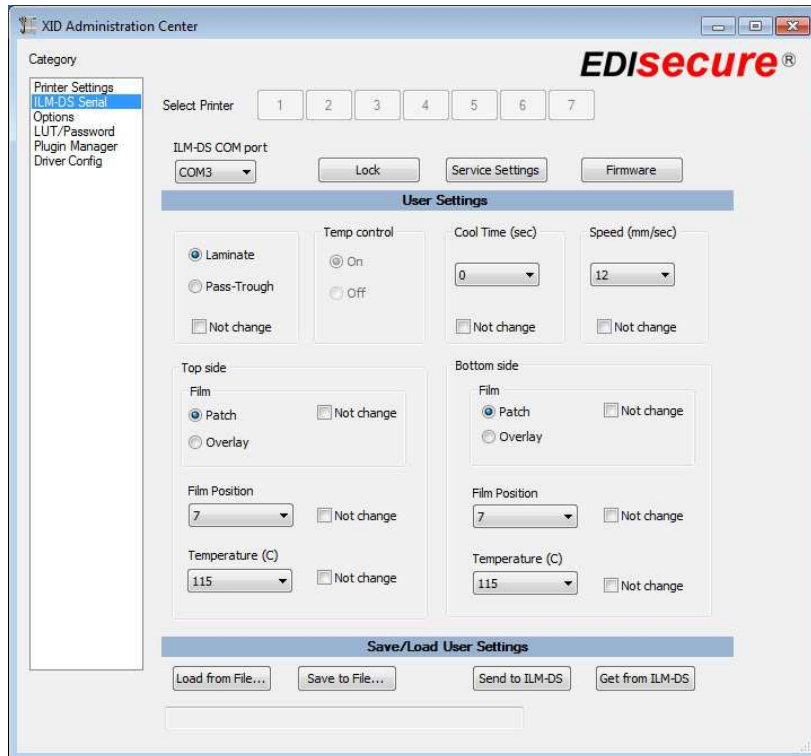 XID Administration Center
Category
EDISecure®
Printer Settings
ILM-DS Serial
Options
LUT/Password
Plugin Manager
Driver Config
Select Printer 1 2 3 4 5 6 7
ILM-DS COM port
COM3 Lock Service Settings Firmware
User Settings
Temp control Cool Time (sec) Speed (mm/sec)
Laminate On
0 12
Pass-Trough Off
Not change Not change Not change
Top side Bottom side
Film Film
Patch Not change Patch Not change
Overlay Overlay
Film Position Film Position
7 Not change 7 Not change
Temperature (C) Temperature (C)
115 Not change 115 Not change
Save/Load User Settings
Load from File... Save to File... Send to ILM-DS Get from ILM-DS